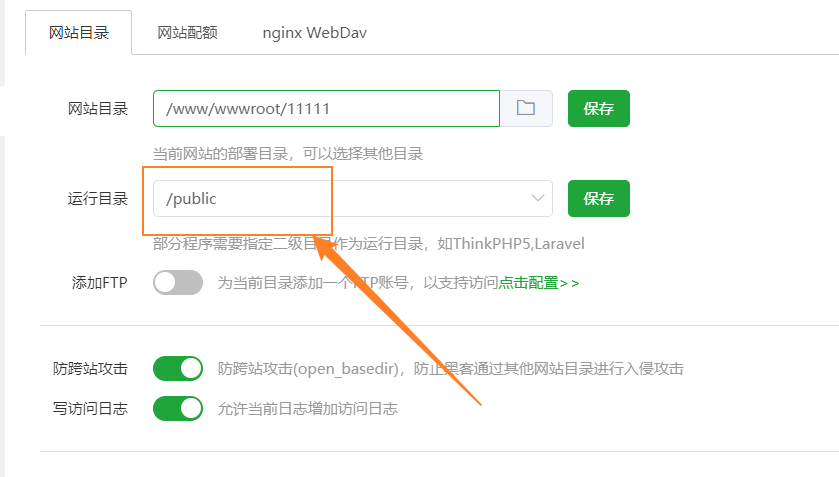 网站目录 网站配额 nginx WebDav
网站目录 /www/wwwroot/11111 保存
当前网站的部署目录，可以选择其他目录
运行目录 /public 保存
部分程序需要指定二级目录作为运行目录，如ThinkPHP5,Laravel
添加FTP 为当前目录添加一个FTP账号，以支持访问点击配置>>
防跨站攻击 防跨站攻击(open_basedir)，防止黑客通过其他网站目录进行入侵攻击
写访问日志 允许当前日志增加访问日志